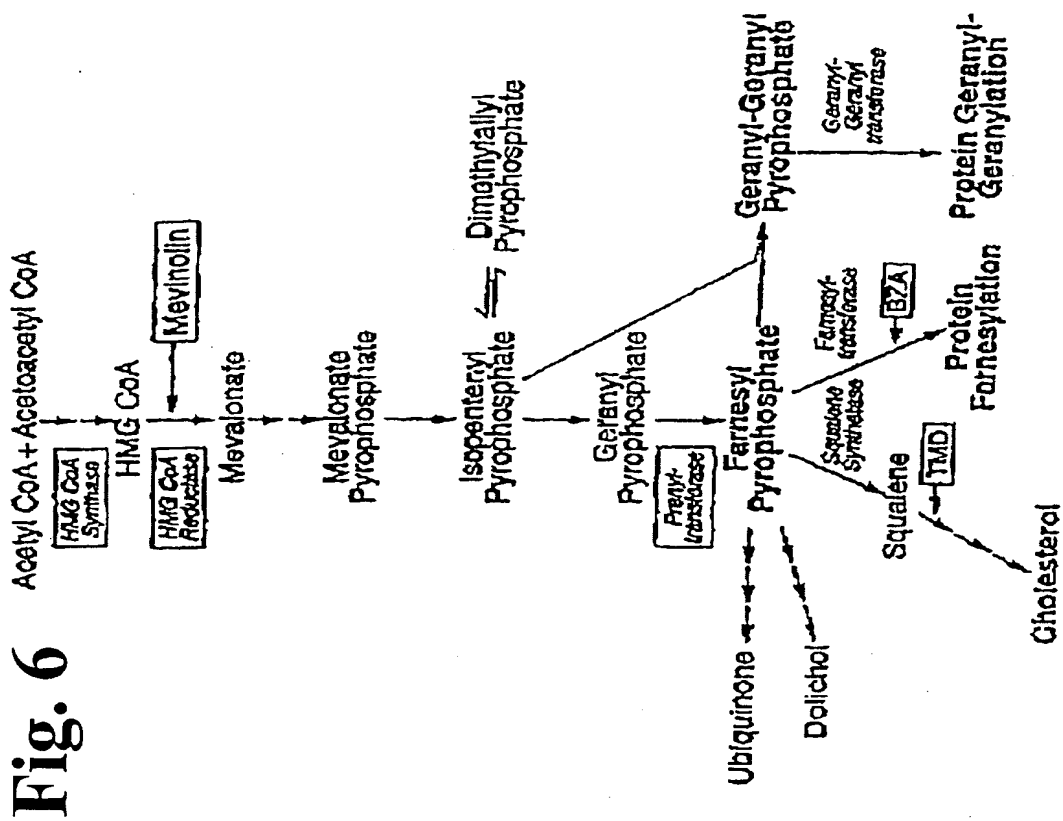 Fig. 6
Acetyl CoA + Acetoacetyl CoA
HMG CoA
Synthase
HMG CoA
HMG CoA
Reductase
Mevinolin
Mevalonate
Mevalonate
Pyrophosphate
Isopentenyl
Pyrophosphate
Dimethylallyl
Pyrophosphate
Geranyl
Pyrophosphate
Prenyl-
transferase
Farnesyl
Pyrophosphate
Geranyl-Geranyl
Pyrophosphate
Ubiquinone
Dolichol
Squalene
Synthetase
Farnesyl-
transferase
Geranyl-
Geranyl
transferase
BZA
Squalene
TMD
Protein
Farnesylation
Protein Geranyl-
Geranylation
Cholesterol